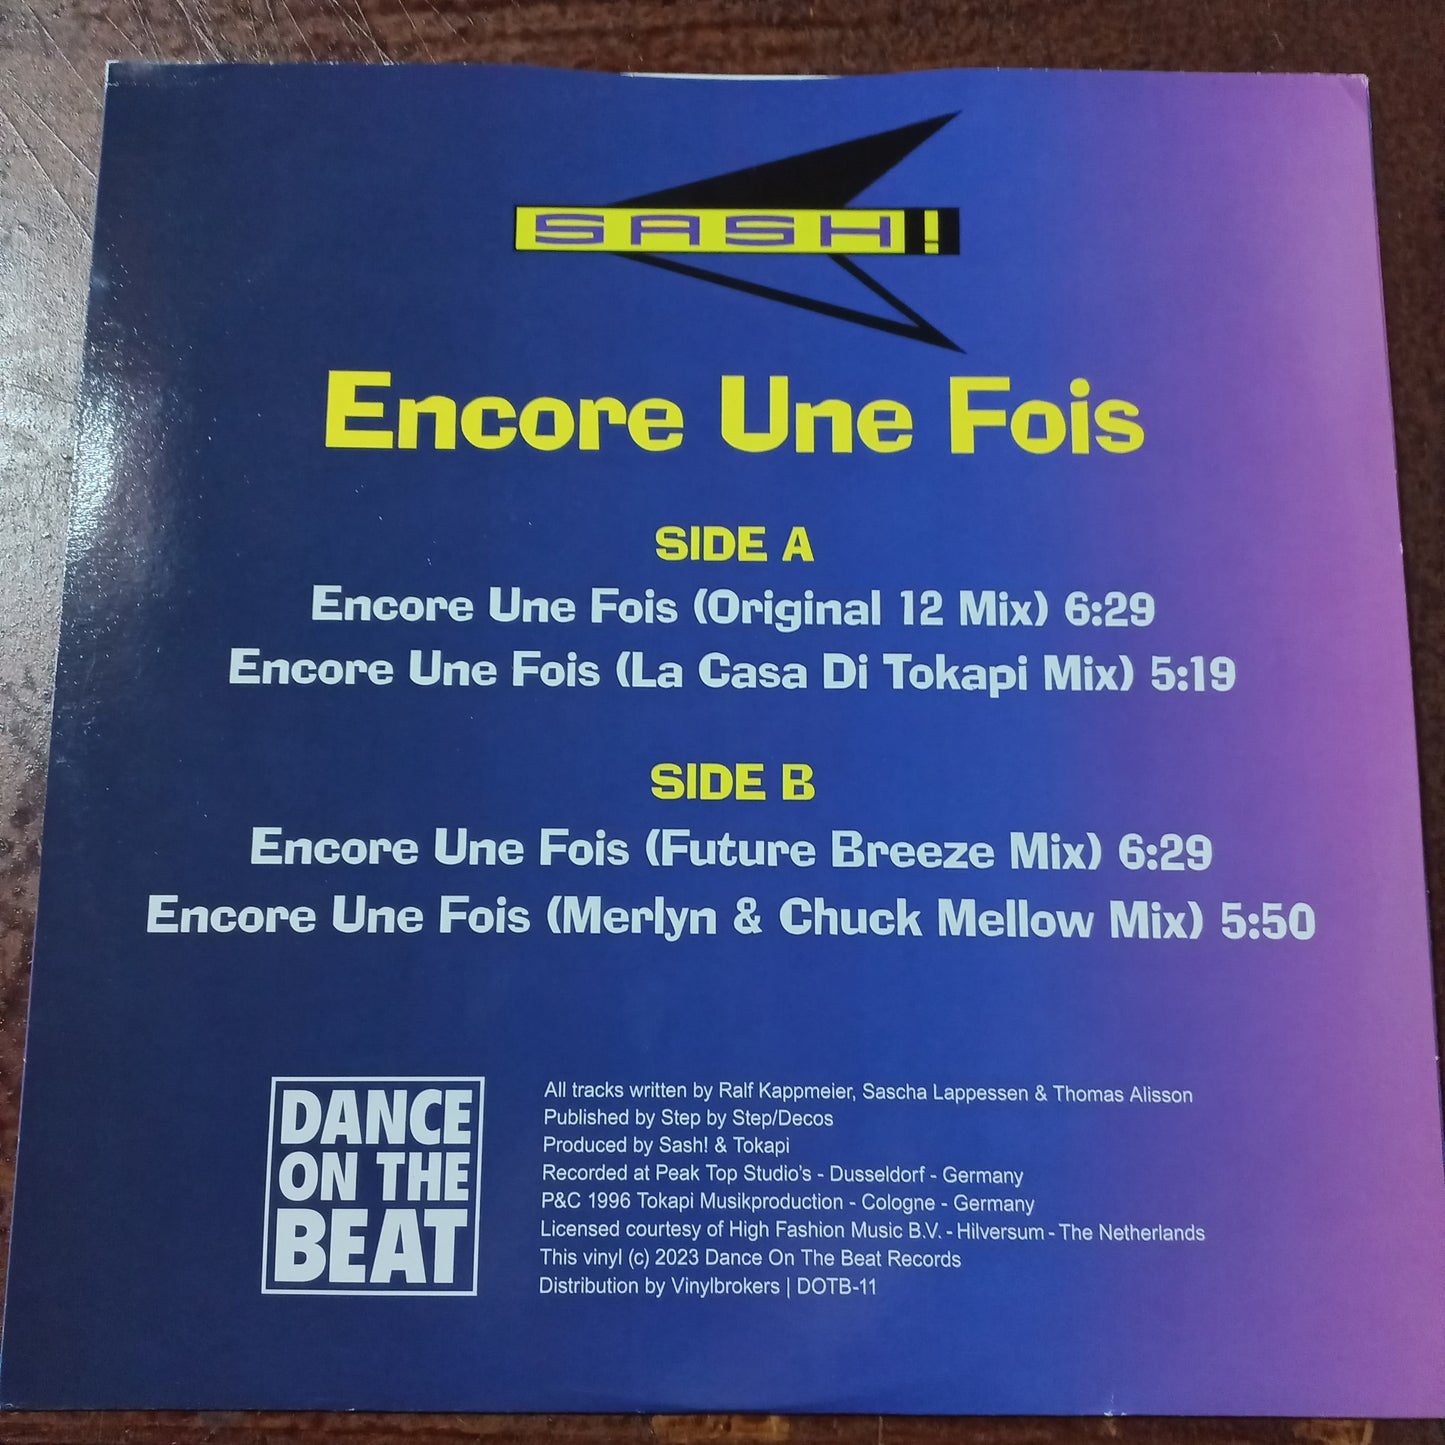 SASH!
Encore Une Fois
SIDE A
Encore Une Fois (Original 12 Mix) 6:29
Encore Une Fois (La Casa Di Tokapi Mix) 5:19
SIDE B
Encore Une Fois (Future Breeze Mix) 6:29
Encore Une Fois (Merlyn & Chuck Mellow Mix) 5:50
DANCE
ON THE
BEAT
All tracks written by Ralf Kappmeier, Sascha Lappessen & Thomas Alisson
Published by Step by Step/Decos
Produced by Sash! & Tokapi
Recorded at Peak Top Studio's - Dusseldorf - Germany
P&C 1996 Tokapi Musikproduction - Cologne - Germany
Licensed courtesy of High Fashion Music B.V. - Hilversum - The Netherlands
This vinyl (c) 2023 Dance On The Beat Records
Distribution by Vinylbrokers | DOTB-11